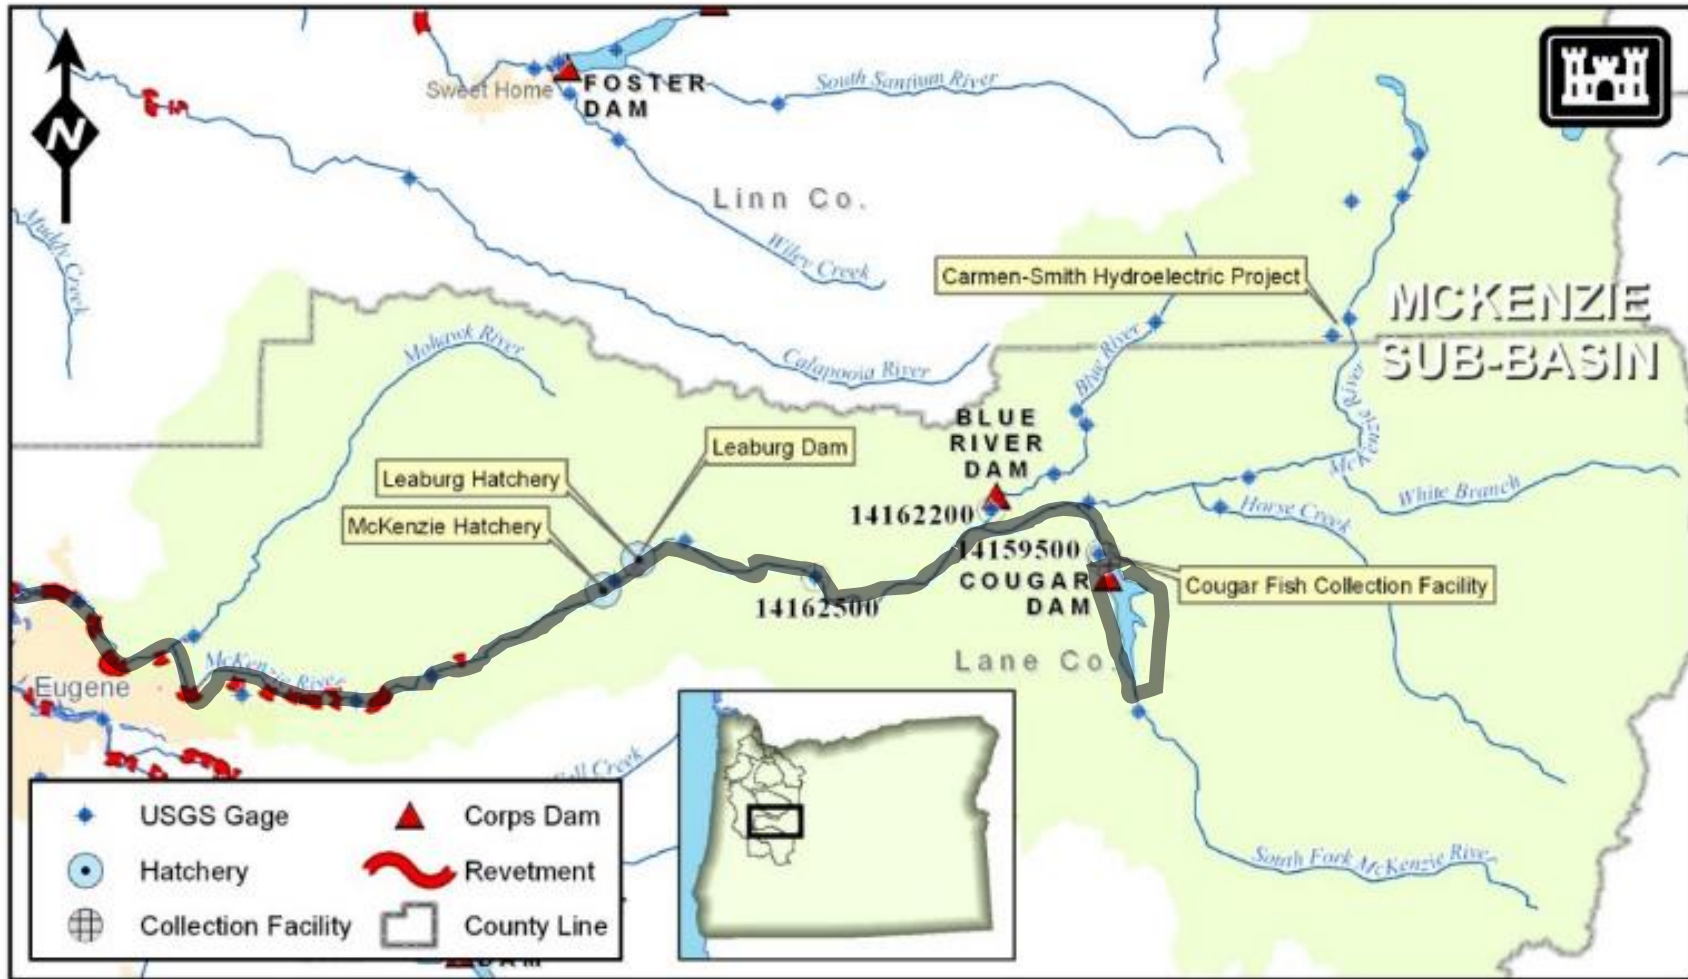 N
Sweet Home
FOSTER
DAM
South Santiam River
Linn Co.
Muddy Creek
Wiley Creek
Carmen-Smith Hydroelectric Project
MCKENZIE
SUB-BASIN
Mohawk River
Calapooia River
Blue River
McKenzie River
BLUE
RIVER
DAM
Leaburg Dam
Leaburg Hatchery
McKenzie Hatchery
14162200
White Branch
Horse Creek
14159500
COUGAR
DAM
Cougar Fish Collection Facility
14162500
Lane Co.
McKenzie River
Eugene
Creek
South Fork McKenzie River
USGS Gage
Corps Dam
Hatchery
Revetment
Collection Facility
County Line
DAM